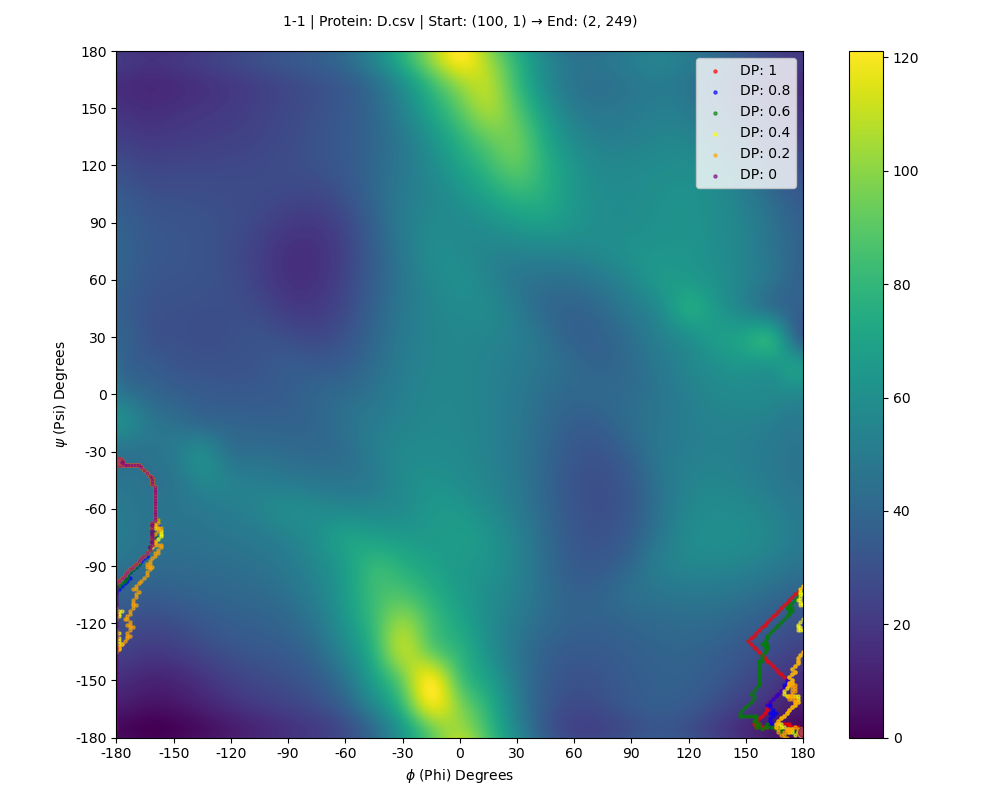 1-1 | Protein: D.csv | Start: (100, 1) → End: (2, 249)
180
150
120
90
60
30
0
-30
-60
-90
-120
-150
-180
ψ (Psi) Degrees
-180 -150 -120 -90 -60 -30 0 30 60 90 120 150 180
ϕ (Phi) Degrees
DP: 1
DP: 0.8
DP: 0.6
DP: 0.4
DP: 0.2
DP: 0
120
100
80
60
40
20
0